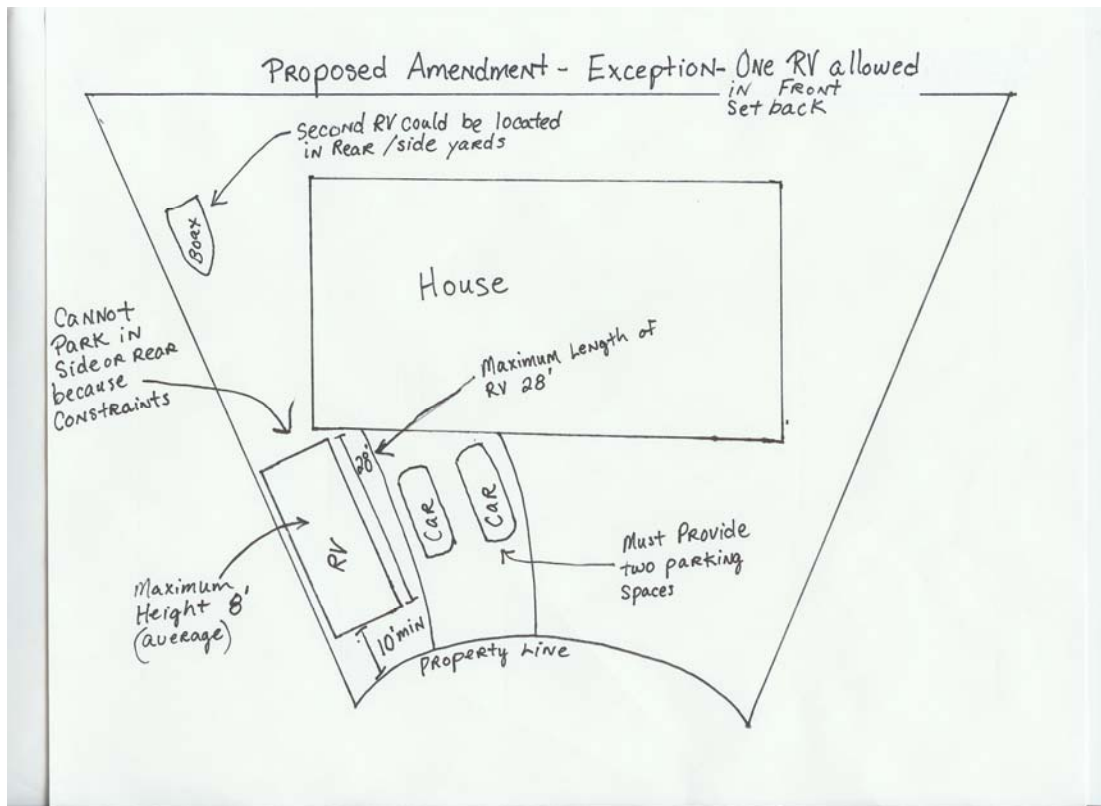 Proposed Amendment - Exception - One RV allowed
in Front
Set back
Second RV could be located
in Rear / side yards
Boax
House
Cannot
Park in
Side or Rear
because
Constraints
Maximum Length of
RV 28'
28'
Car
Car
RV
Maximum
Height 8'
(average)
10' min
Must Provide
two parking
Spaces
Property Line